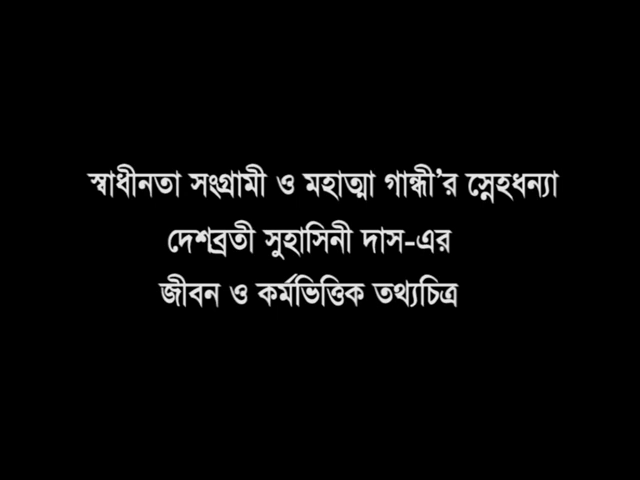 স্বাধীনতা সংগ্রামী ও মহাত্মা গান্ধী’র স্নেহধন্যা
দেশব্রতী সুহাসিনী দাস-এর
জীবন ও কর্মভিত্তিক তথ্যচিত্র